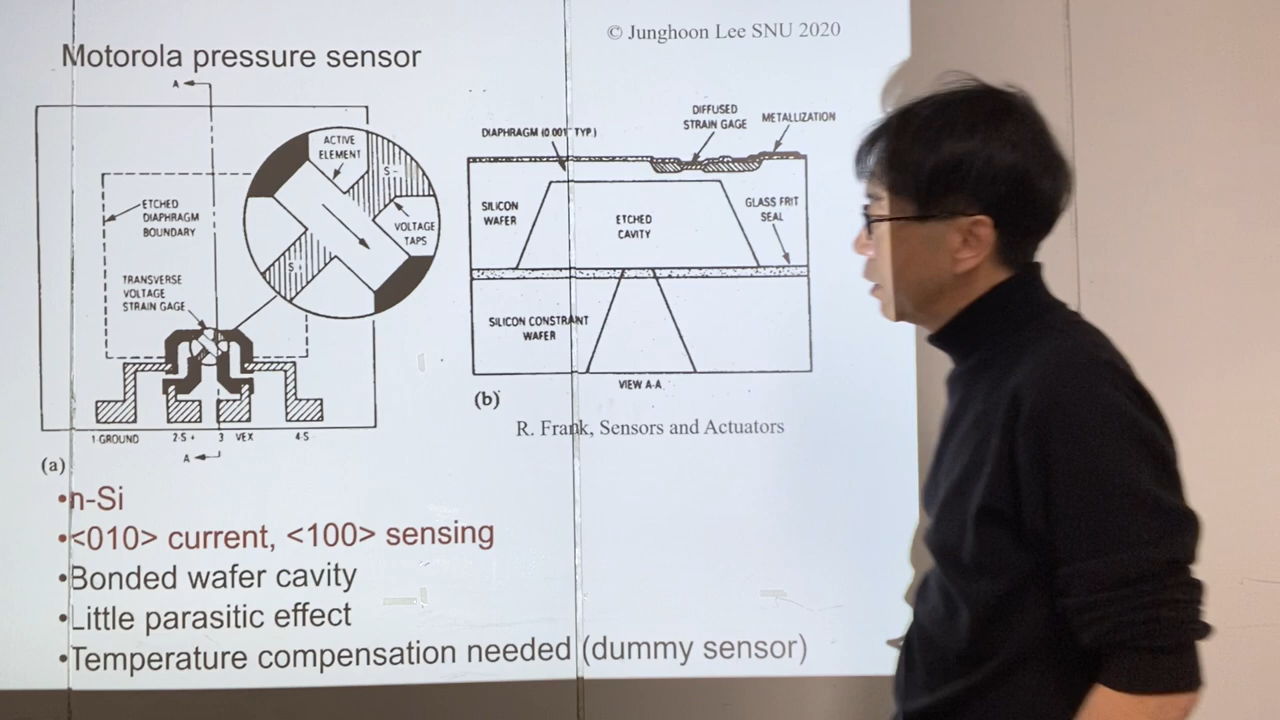 © Junghoon Lee SNU 2020
Motorola pressure sensor
A
ACTIVE
ELEMENT
S-
VOLTAGE
TAPS
S
ETCHED
DIAPHRAGM
BOUNDARY
TRANSVERSE
VOLTAGE
STRAIN GAGE
1-GROUND
2-S+
3
VEX
4-S-
A
(a)
DIAPHRAGM (0.001" TYP.)
DIFFUSED
STRAIN GAGE
METALLIZATION
SILICON
WAFER
ETCHED
CAVITY
GLASS FRIT
SEAL
SILICON CONSTRAINT
WAFER
VIEW A-A
(b)
R. Frank, Sensors and Actuators
•n-Si
•<010> current, <100> sensing
•Bonded wafer cavity
•Little parasitic effect
•Temperature compensation needed (dummy sensor)